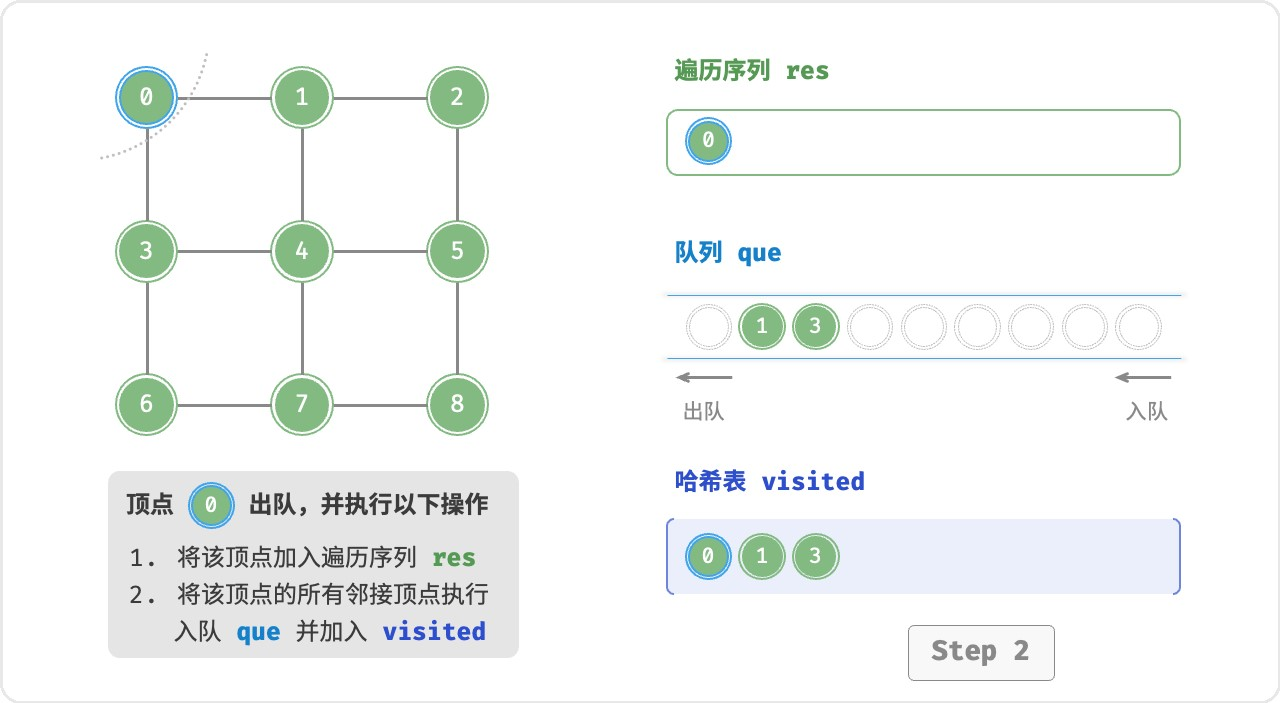 0 1 2
3 4 5
6 7 8
顶点 0 出队，并执行以下操作
1. 将该顶点加入遍历序列 res
2. 将该顶点的所有邻接顶点执行
入队 que 并加入 visited
遍历序列 res
0
队列 que
1 3
出队 入队
哈希表 visited
0 1 3
Step 2